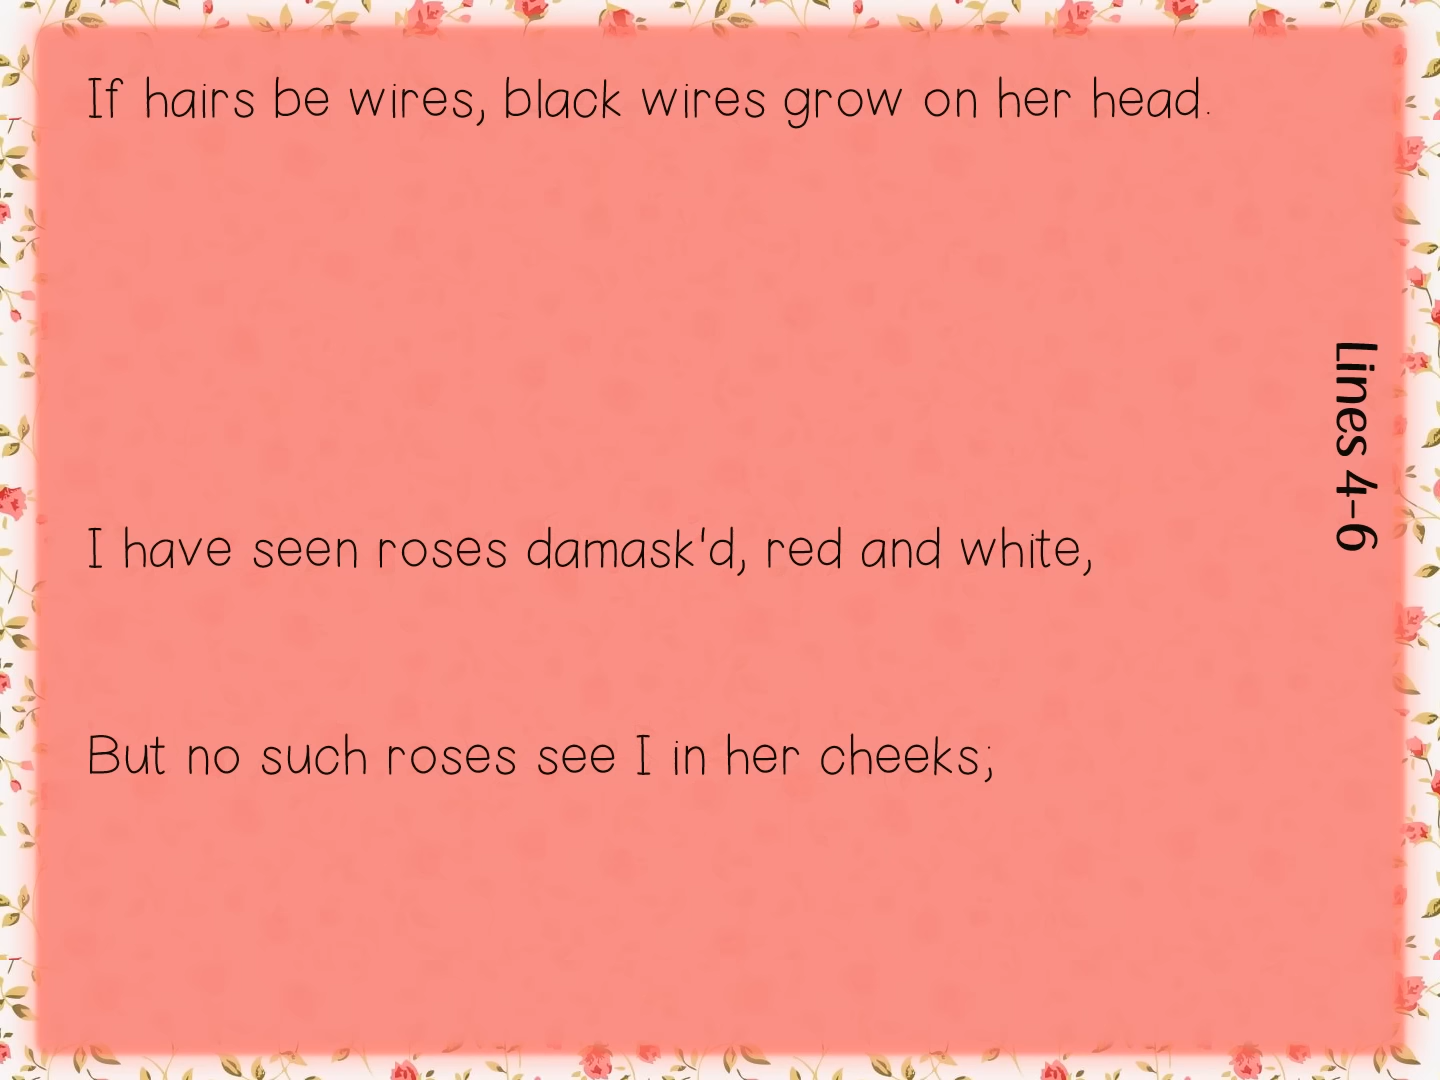 If hairs be wires, black wires grow on her head.
I have seen roses damask'd, red and white,
But no such roses see I in her cheeks;
Lines 4-6